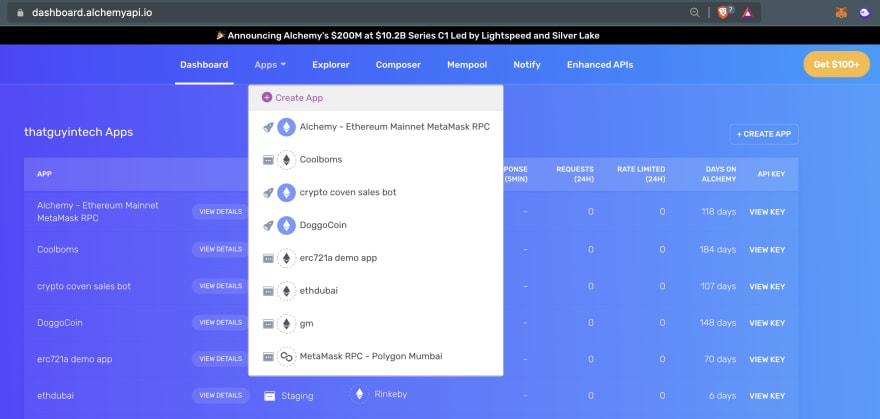 dashboard.alchemyapi.io
7
🎉 Announcing Alchemy's $200M at $10.2B Series C1 Led by Lightspeed and Silver Lake
Dashboard Apps Explorer Composer Mempool Notify Enhanced APIs Get $100+
Create App
Alchemy - Ethereum Mainnet MetaMask RPC
Coolboms
crypto coven sales bot
DoggoCoin
erc721a demo app
ethdubai
gm
MetaMask RPC - Polygon Mumbai
thatguyintech Apps
+ CREATE APP
APP
(5MIN)
REQUESTS
(24H)
RATE LIMITED
(24H)
DAYS ON
ALCHEMY
API KEY
Alchemy - Ethereum Mainnet
MetaMask RPC
VIEW DETAILS - 0 0 118 days VIEW KEY
Coolboms VIEW DETAILS - 0 0 184 days VIEW KEY
crypto coven sales bot VIEW DETAILS - 0 0 107 days VIEW KEY
DoggoCoin VIEW DETAILS - 0 0 148 days VIEW KEY
erc721a demo app VIEW DETAILS - 0 0 70 days VIEW KEY
ethdubai VIEW DETAILS Staging Rinkeby - 0 0 6 days VIEW KEY